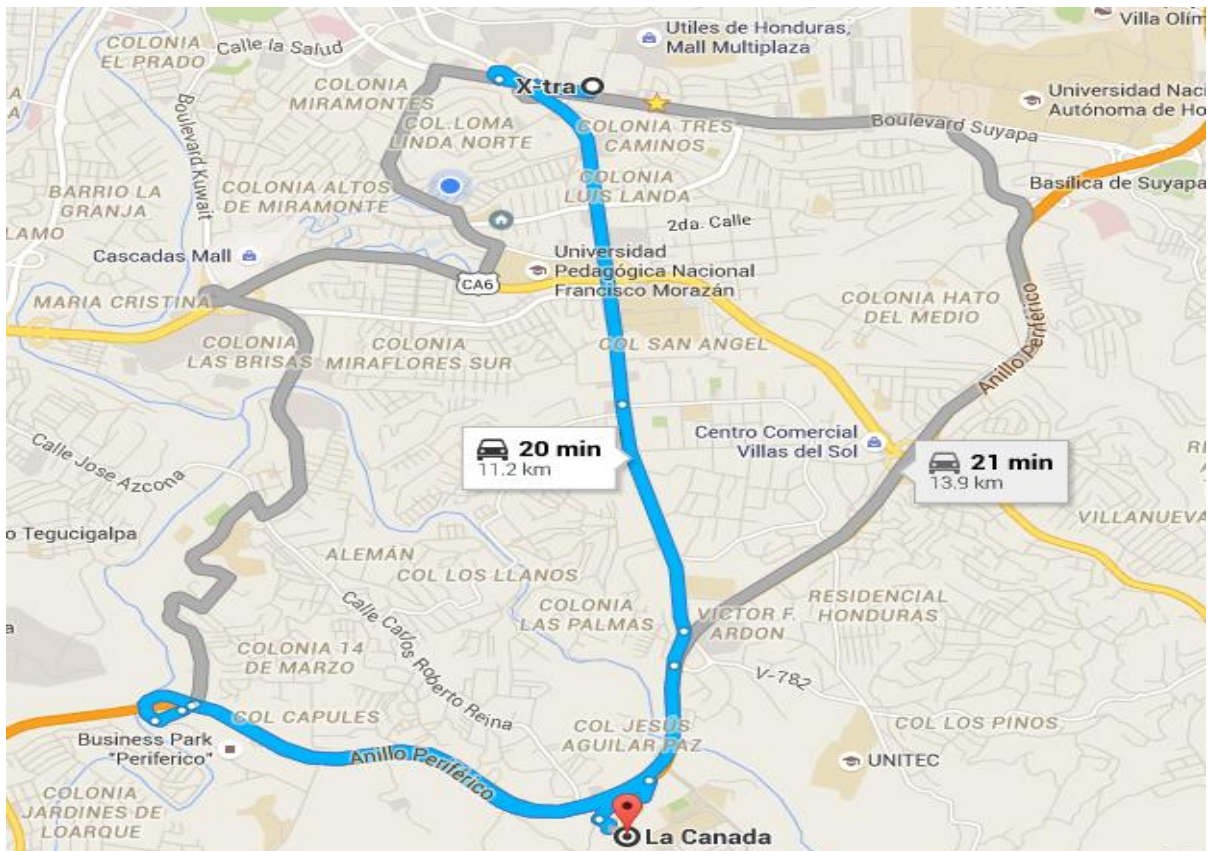 Villa Olím
COLONIA
EL PRADO
Calle la Salud
Utiles de Honduras,
Mall Multiplaza
COLONIA
MIRAMONTES
X-tra
Universidad Naci
Autónoma de Ho
COL.LOMA
LINDA NORTE
COLONIA TRES
CAMINOS
Boulevard Suyapa
Boulevard Kuwait
BARRIO LA
GRANJA
COLONIA ALTOS
DE MIRAMONTE
COLONIA
LUIS LANDA
Basílica de Suyapa
LAMO
2da. Calle
Cascadas Mall
Universidad
Pedagógica Nacional
Francisco Morazán
CA6
MARIA CRISTINA
COLONIA HATO
DEL MEDIO
COLONIA
LAS BRISAS
COLONIA
MIRAFLORES SUR
COL SAN ANGEL
Anillo Periférico
Calle Jose Azcona
20 min
11.2 km
Centro Comercial
Villas del Sol
21 min
13.9 km
VILLANUEVA
o Tegucigalpa
ALEMÁN
COL LOS LLANOS
COLONIA
LAS PALMAS
RESIDENCIAL
HONDURAS
VICTOR F.
ARDON
Calle Carlos Roberto Reina
COLONIA 14
DE MARZO
V-782
COL CAPULES
COL JESUS
AGUILAR PAZ
COL LOS PINOS
Business Park
"Periferico"
Anillo Periférico
UNITEC
COLONIA
JARDINES DE
LOARQUE
La Canada